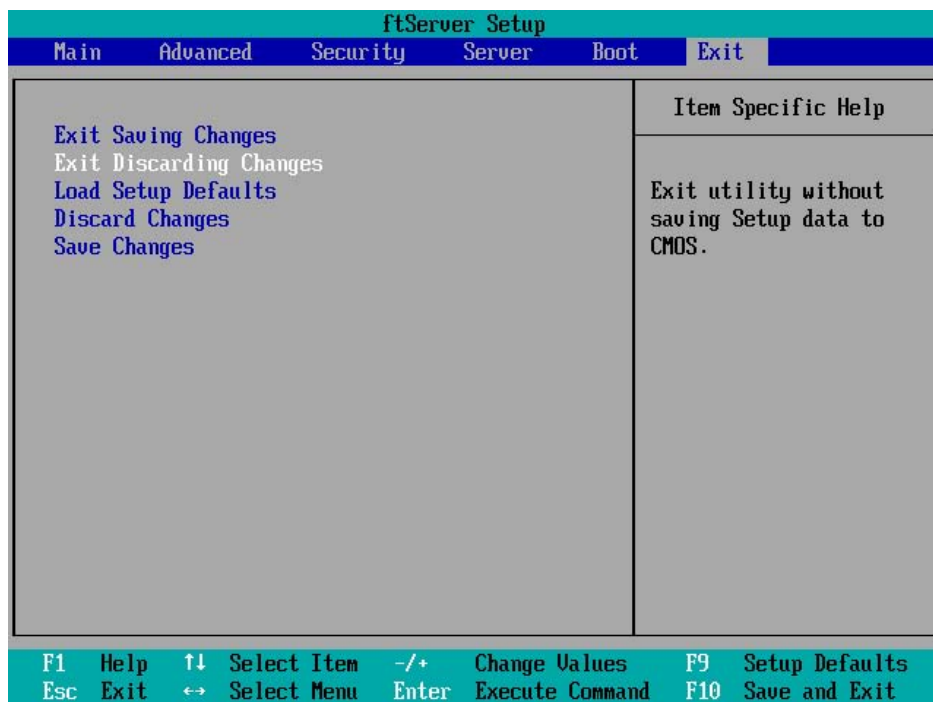 ftServer Setup
Main Advanced Security Server Boot Exit
Item Specific Help
Exit Saving Changes
Exit Discarding Changes
Load Setup Defaults
Discard Changes
Save Changes
Exit utility without
saving Setup data to
CMOS.
F1 Help ↑↓ Select Item -/+ Change Values F9 Setup Defaults
Esc Exit ↔ Select Menu Enter Execute Command F10 Save and Exit